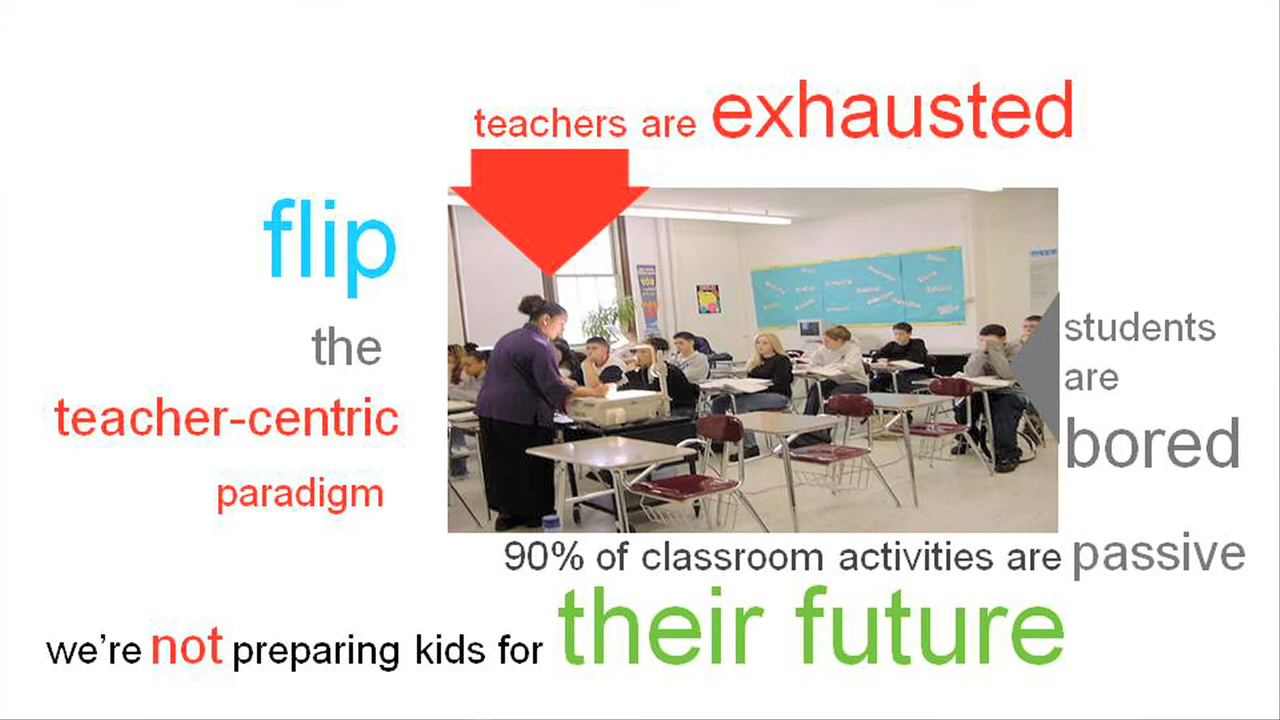 teachers are exhausted
flip
the
teacher-centric
paradigm
students
are
bored
90% of classroom activities are passive
we're not preparing kids for their future